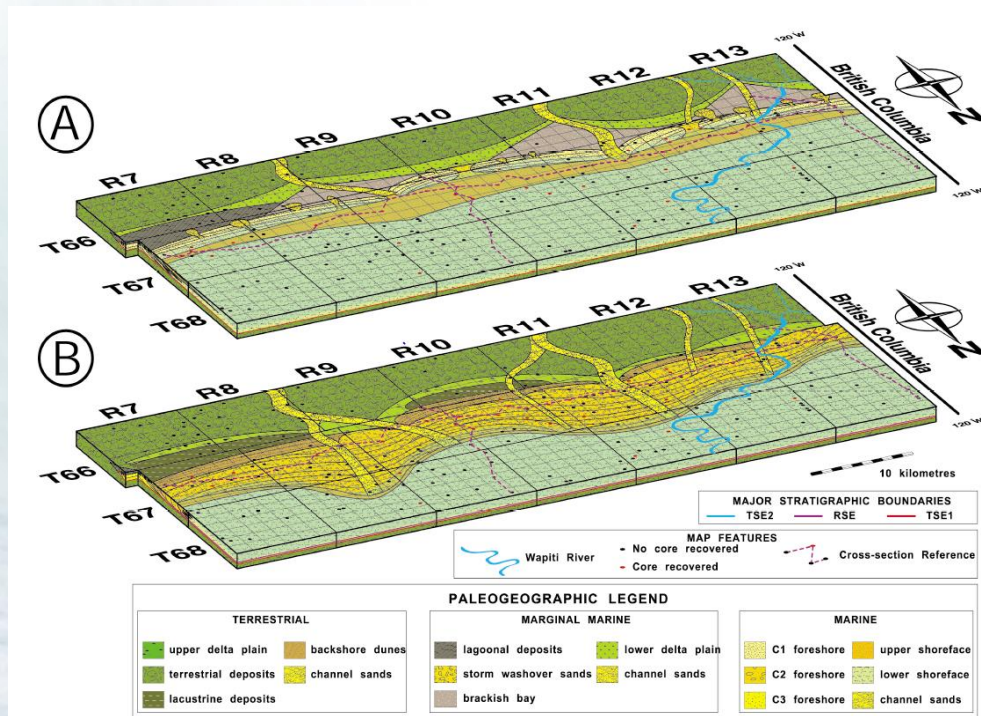 A
R7
R8
R9
R10
R11
R12
R13
120 W
British Columbia
N
120 W
T66
T67
T68
B
R7
R8
R9
R10
R11
R12
R13
120 W
British Columbia
N
120 W
T66
T67
T68
10 kilometres
MAJOR STRATIGRAPHIC BOUNDARIES
TSE2 RSE TSE1
MAP FEATURES
Wapiti River
No core recovered
Core recovered
Cross-section Reference
PALEOGEOGRAPHIC LEGEND
TERRESTRIAL
upper delta plain backshore dunes
terrestrial deposits channel sands
lacustrine deposits
MARGINAL MARINE
lagoonal deposits lower delta plain
storm washover sands channel sands
brackish bay
MARINE
C1 foreshore upper shoreface
C2 foreshore lower shoreface
C3 foreshore channel sands